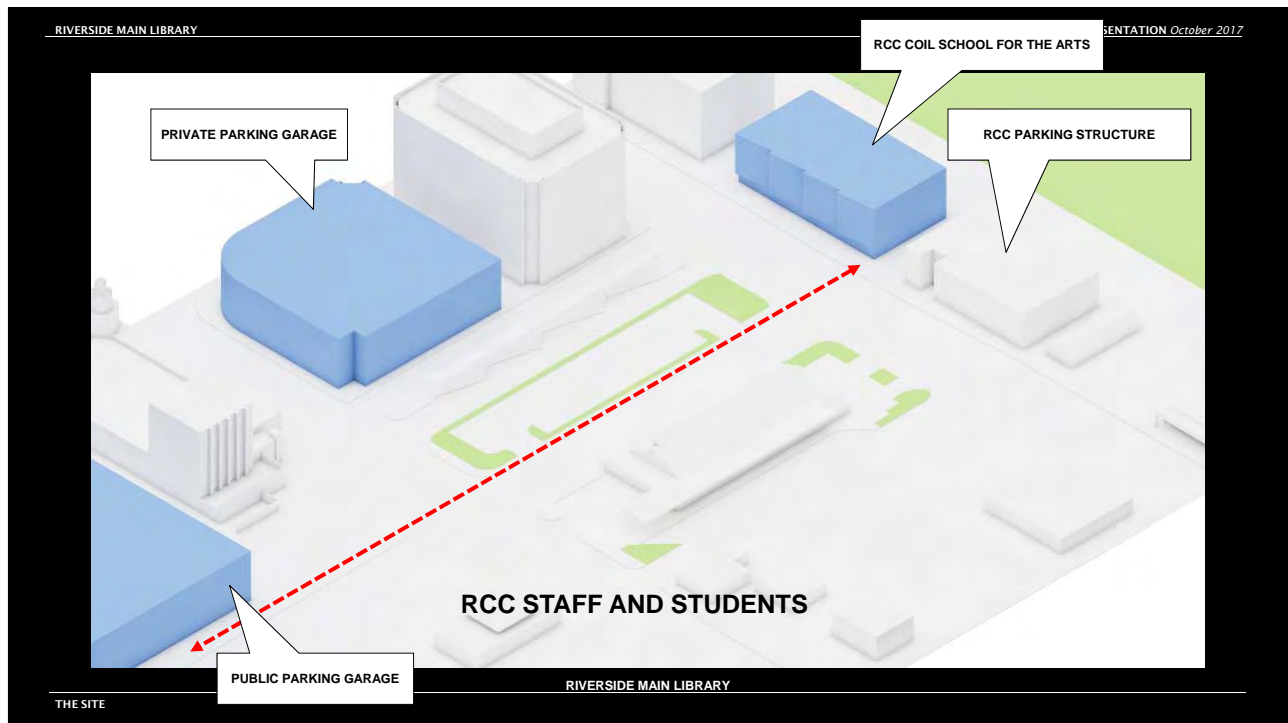 RIVERSIDE MAIN LIBRARY
SENTATION October 2017
RCC COIL SCHOOL FOR THE ARTS
PRIVATE PARKING GARAGE
RCC PARKING STRUCTURE
RCC STAFF AND STUDENTS
PUBLIC PARKING GARAGE
RIVERSIDE MAIN LIBRARY
THE SITE